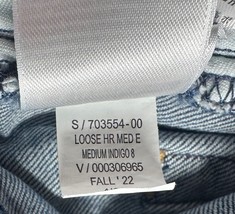 S / 703554-00
LOOSE HR MED E
MEDIUM INDIGO 8
V / 000306965
FALL ' 22